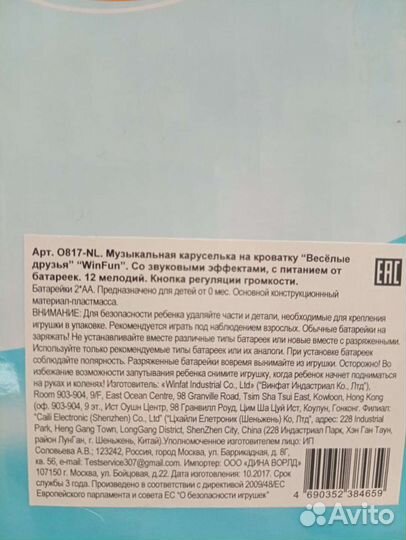 Арт. O817-NL. Музыкальная каруселька на кроватку "Весёлые
друзья" "WinFun". Со звуковыми эффектами, с питанием от
батареек. 12 мелодий. Кнопка регуляции громкости.
Батарейки 2*АА. Предназначено для детей от 0 мес. Основной конструкционнный
материал-пластмасса.
ВНИМАНИЕ: Для безопасности ребенка удаляйте части и детали, необходимые для крепления
игрушки в упаковке. Рекомендуется играть под наблюдением взрослых. Обычные батарейки на
заряжать! Не вставляйте вместе различные типы батареек или новые вместе с разряженными.
Используйте только рекомендуемые типы батареек или их аналоги. При установке батареек
соблюдайте полярность. Разряженные батарейки вовремя вынимайте из игрушки. Осторожно! Во
избежание возможности запутывания ребенка снимите игрушку, когда ребенок начнет подниматься
на руках и коленях! Изготовитель: «Winfat Industrial Co., Ltd» ("Винфат Индастриал Ко., Лтд"),
Room 903-904, 9/F, East Ocean Centre, 98 Granville Road, Tsim Sha Tsui East, Kowloon, Hong Kong
(оф. 903-904, 9/эт., Ист Оушн Центр, 98 Гранвилл Роуд, Цим Ша Цуй Ист, Коулун, Гонконг. Филиал:
"Caili Electronic (Shenzhen) Co., Ltd" ("Цхайли Елетроник (Шеньжень) Ко, Лтд"), адрес: 228 Industrial
Park, Heng Gang Town, LongGang District, ShenZhen City, China (228 Индастриал Парк, Хэн Ган Таун,
район ЛунГан, г. Шеньжень, Китай).Уполномоченное изготовителем лицо: ИП
Соловьева А.В.; 123242, Россия, город Москва, ул. Баррикадная, д. 8Г,
кв. 56, e-mail: Testservice307@gmail.com. Импортер: ООО «ДИНА ВОРЛД»
107150 г. Москва, ул. Бойцовая, д.22. Дата изготовления: 10.2017. Срок
службы 3 года. Произведено в соответствии с директивой 2009/48/ЕС
Европейского парламента и совета ЕС "О безопасности игрушек"
EAC
4 690352 384659
Avito